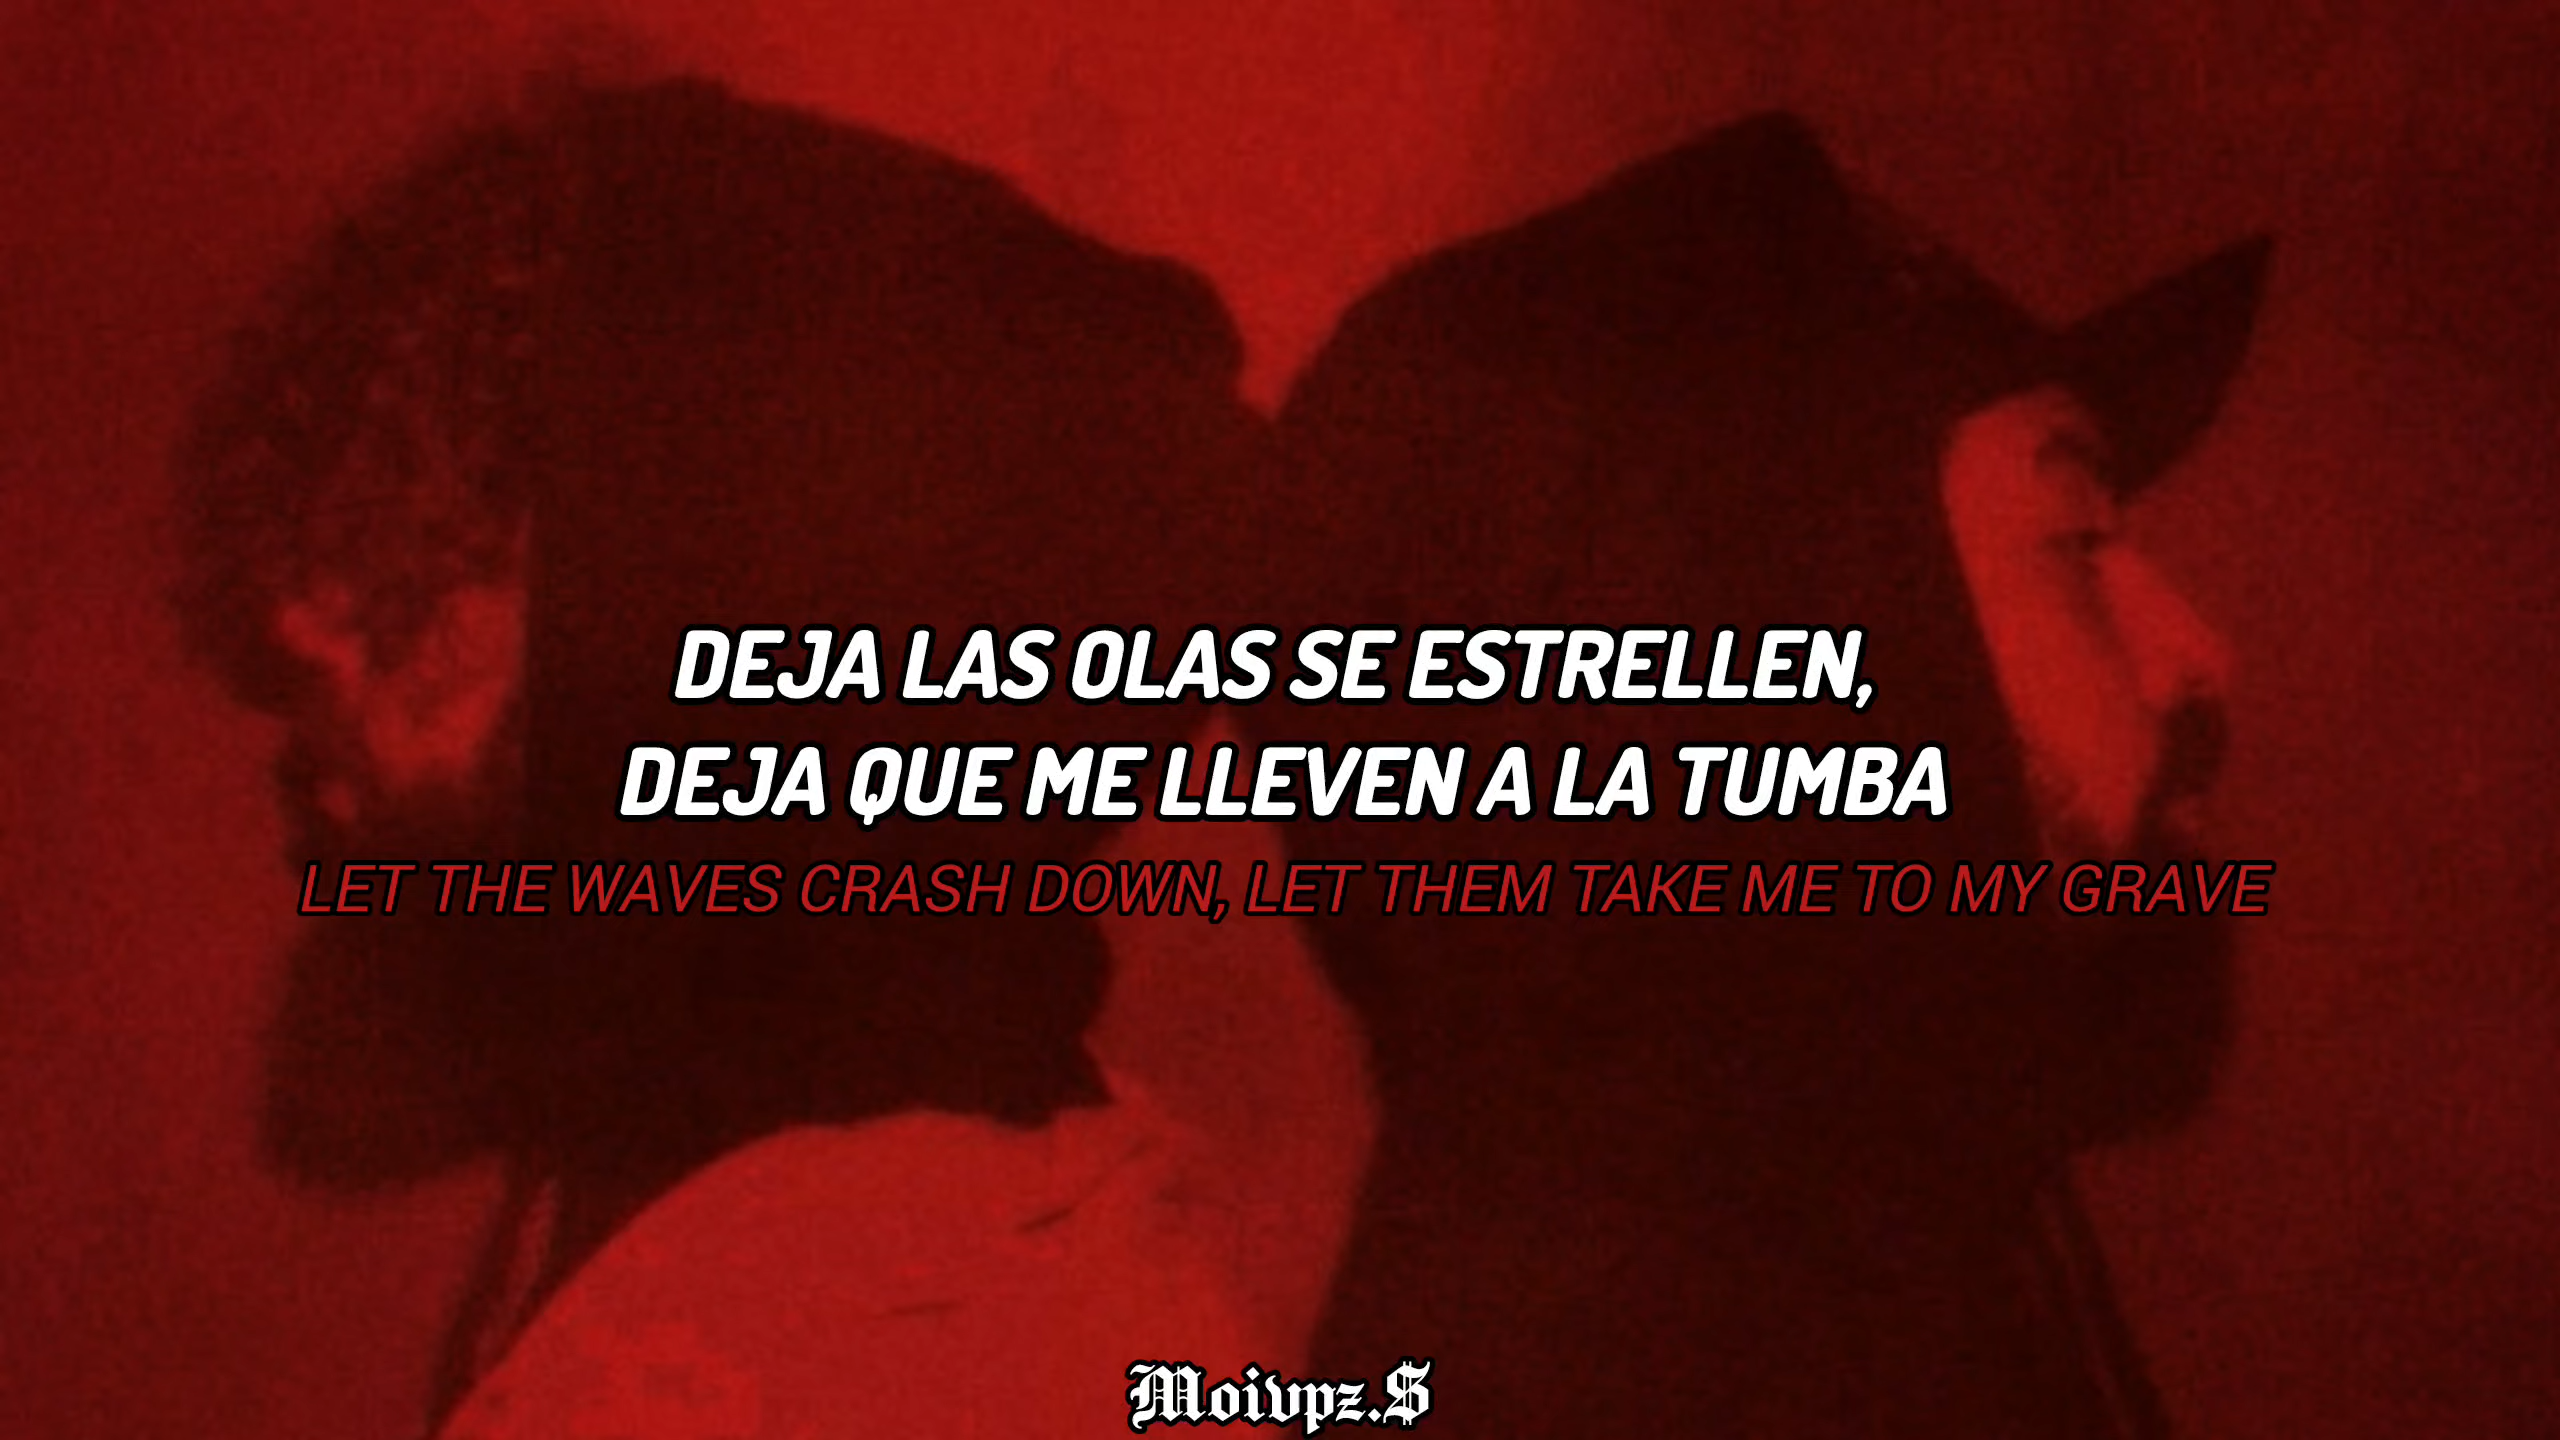 DEJA LAS OLAS SE ESTRELLEN,
DEJA QUE ME LLEVEN A LA TUMBA
LET THE WAVES CRASH DOWN, LET THEM TAKE ME TO MY GRAVE
Moivpz.$